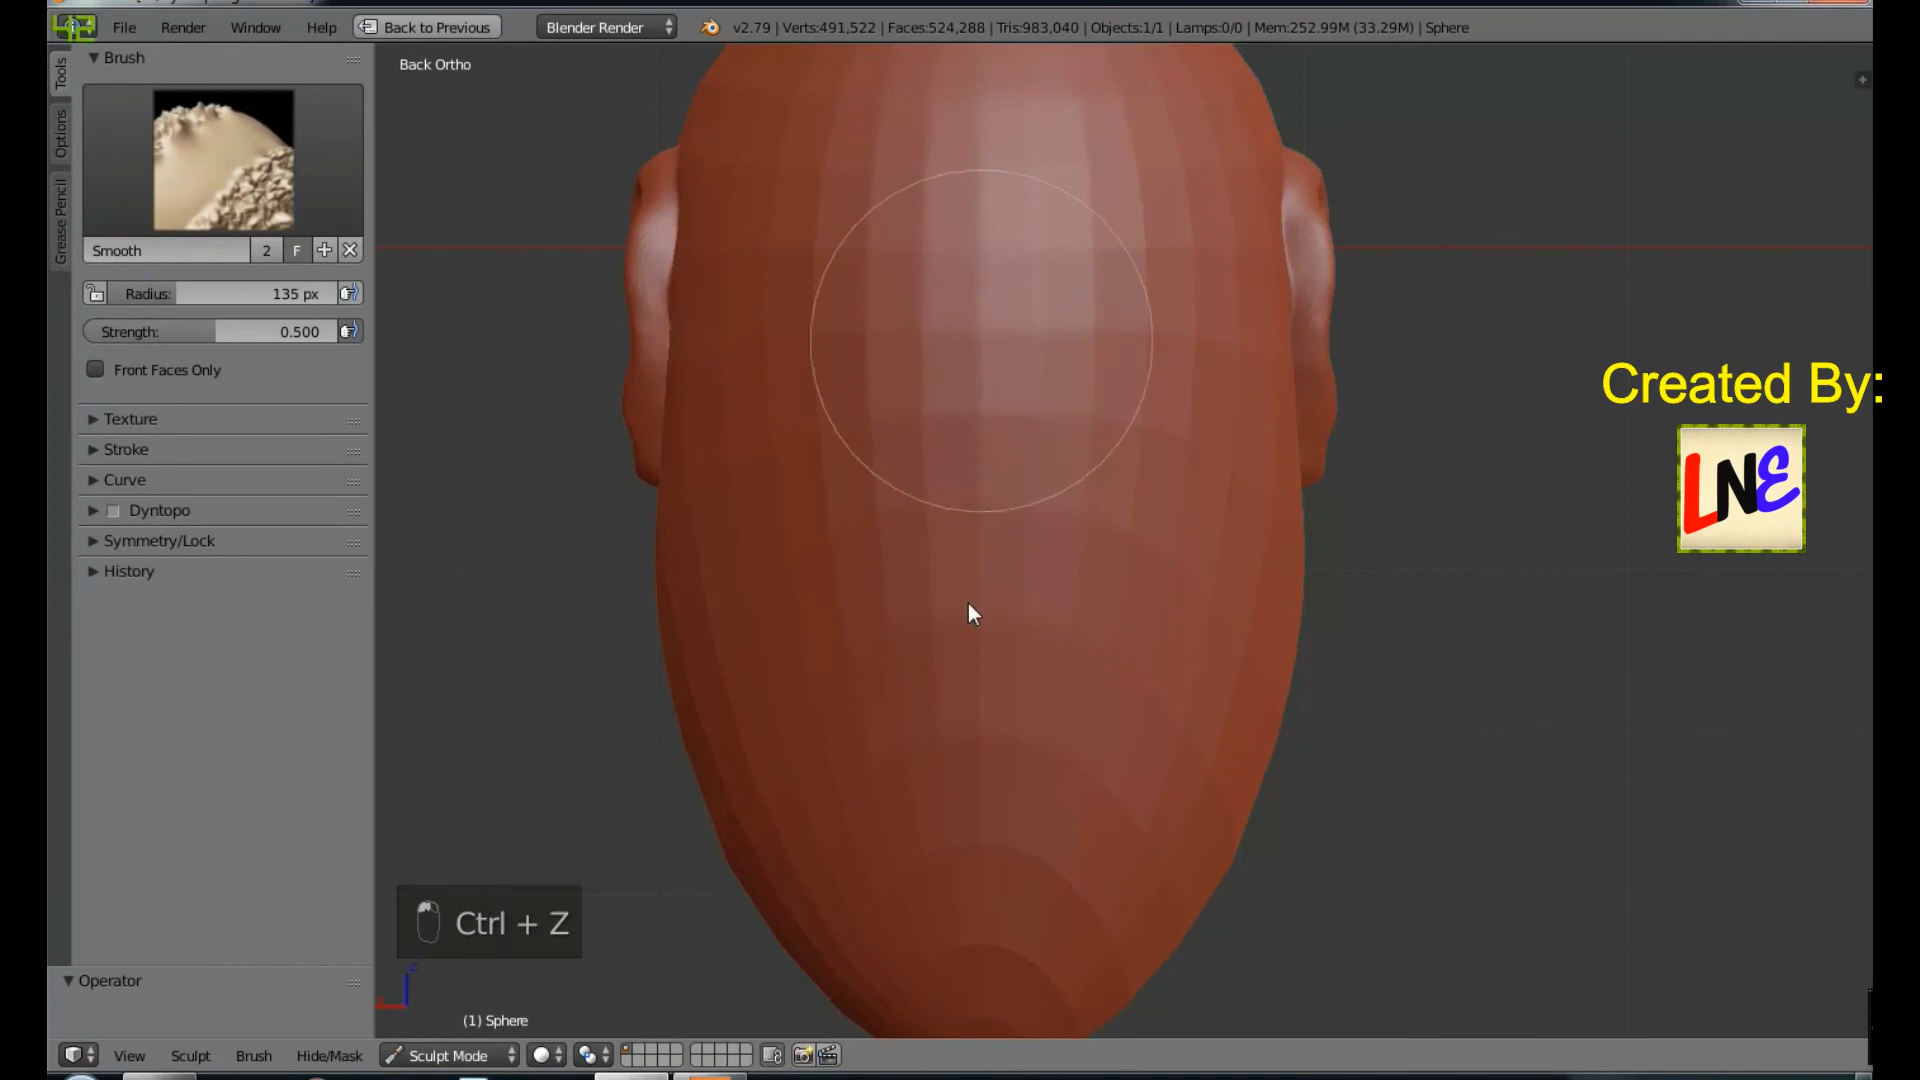 File Render Window Help Back to Previous Blender Render v2.79 | Verts:491,522 | Faces:524,288 | Tris:983,040 | Objects:1/1 | Lamps:0/0 | Mem:252.99M (33.29M) | Sphere
Tools
Options
Grease Pencil
Brush
Back Ortho
Smooth 2 F
Radius: 135 px
Strength: 0.500
Front Faces Only
Texture
Stroke
Curve
Dyntopo
Symmetry/Lock
History
Created By:
LNE
Ctrl + Z
Operator
z
(1) Sphere
View Sculpt Brush Hide/Mask Sculpt Mode